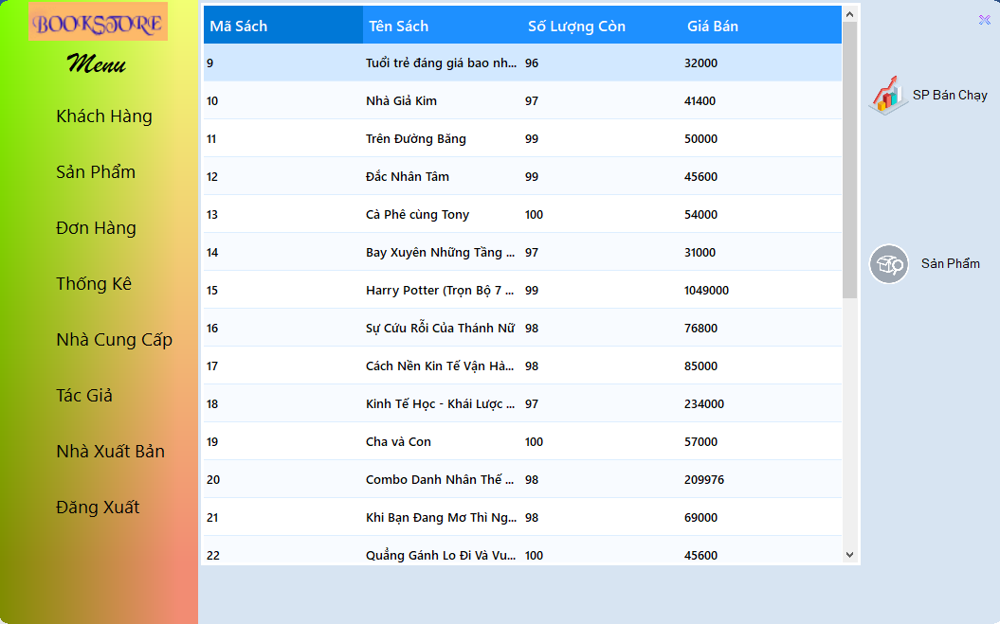 BOOKSTORE
Menu
Khách Hàng
Sản Phẩm
Đơn Hàng
Thống Kê
Nhà Cung Cấp
Tác Giả
Nhà Xuất Bản
Đăng Xuất
Mã Sách Tên Sách Số Lượng Còn Giá Bán
9 Tuổi trẻ đáng giá bao nh... 96 32000
10 Nhà Giả Kim 97 41400
11 Trên Đường Băng 99 50000
12 Đắc Nhân Tâm 99 45600
13 Cà Phê cùng Tony 100 54000
14 Bay Xuyên Những Tầng ... 97 31000
15 Harry Potter (Trọn Bộ 7 ... 99 1049000
16 Sự Cứu Rỗi Của Thánh Nữ 98 76800
17 Cách Nền Kin Tế Vận Hà... 98 85000
18 Kinh Tế Học - Khái Lược ... 97 234000
19 Cha và Con 100 57000
20 Combo Danh Nhân Thế ... 98 209976
21 Khi Bạn Đang Mơ Thì Ng... 98 69000
22 Quẳng Gánh Lo Đi Và Vu... 100 45600
SP Bán Chạy
Sản Phẩm